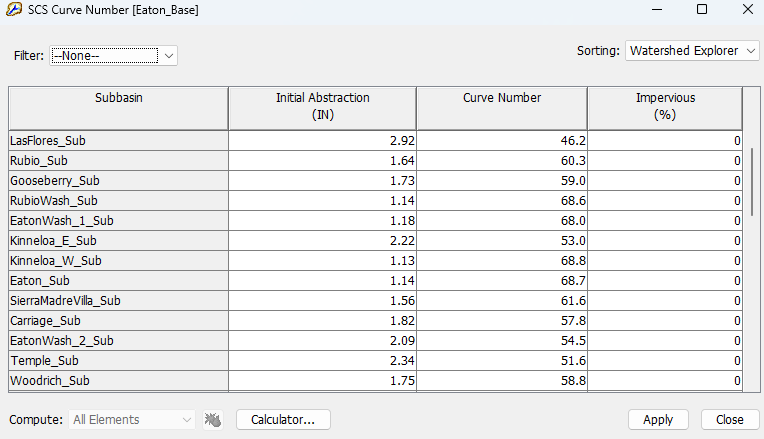 SCS Curve Number [Eaton_Base]
Filter: --None-- Sorting: Watershed Explorer
Subbasin Initial Abstraction Curve Number Impervious
(IN) (%)
LasFlores_Sub 2.92 46.2 0
Rubio_Sub 1.64 60.3 0
Gooseberry_Sub 1.73 59.0 0
RubioWash_Sub 1.14 68.6 0
EatonWash_1_Sub 1.18 68.0 0
Kinneloa_E_Sub 2.22 53.0 0
Kinneloa_W_Sub 1.13 68.8 0
Eaton_Sub 1.14 68.7 0
SierraMadreVilla_Sub 1.56 61.6 0
Carriage_Sub 1.82 57.8 0
EatonWash_2_Sub 2.09 54.5 0
Temple_Sub 2.34 51.6 0
Woodrich_Sub 1.75 58.8 0
Compute: All Elements Calculator... Apply Close